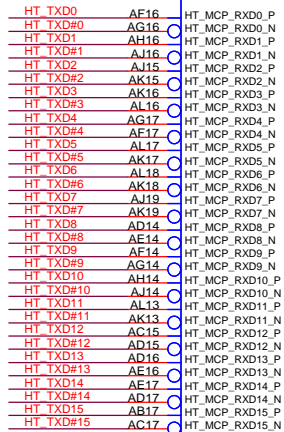 HT_TXD0 AF16 HT_MCP_RXD0_P
HT_TXD#0 AG16 HT_MCP_RXD0_N
HT_TXD1 AH16 HT_MCP_RXD1_P
HT_TXD#1 AJ16 HT_MCP_RXD1_N
HT_TXD2 AJ15 HT_MCP_RXD2_P
HT_TXD#2 AK15 HT_MCP_RXD2_N
HT_TXD3 AK16 HT_MCP_RXD3_P
HT_TXD#3 AL16 HT_MCP_RXD3_N
HT_TXD4 AG17 HT_MCP_RXD4_P
HT_TXD#4 AF17 HT_MCP_RXD4_N
HT_TXD5 AL17 HT_MCP_RXD5_P
HT_TXD#5 AK17 HT_MCP_RXD5_N
HT_TXD6 AL18 HT_MCP_RXD6_P
HT_TXD#6 AK18 HT_MCP_RXD6_N
HT_TXD7 AJ19 HT_MCP_RXD7_P
HT_TXD#7 AK19 HT_MCP_RXD7_N
HT_TXD8 AD14 HT_MCP_RXD8_P
HT_TXD#8 AE14 HT_MCP_RXD8_N
HT_TXD9 AF14 HT_MCP_RXD9_P
HT_TXD#9 AG14 HT_MCP_RXD9_N
HT_TXD10 AH14 HT_MCP_RXD10_P
HT_TXD#10 AJ14 HT_MCP_RXD10_N
HT_TXD11 AL13 HT_MCP_RXD11_P
HT_TXD#11 AK13 HT_MCP_RXD11_N
HT_TXD12 AC15 HT_MCP_RXD12_P
HT_TXD#12 AD15 HT_MCP_RXD12_N
HT_TXD13 AD16 HT_MCP_RXD13_P
HT_TXD#13 AE16 HT_MCP_RXD13_N
HT_TXD14 AE17 HT_MCP_RXD14_P
HT_TXD#14 AD17 HT_MCP_RXD14_N
HT_TXD15 AB17 HT_MCP_RXD15_P
HT_TXD#15 AC17 HT_MCP_RXD15_N